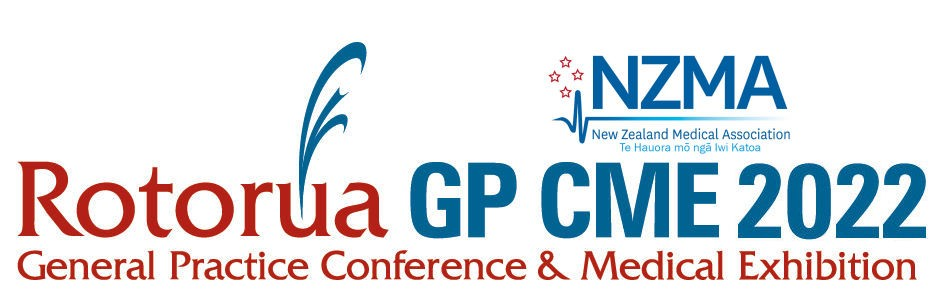 NZMA
New Zealand Medical Association
Te Hauora mō ngā Iwi Katoa
Rotorua GP CME 2022
General Practice Conference & Medical Exhibition